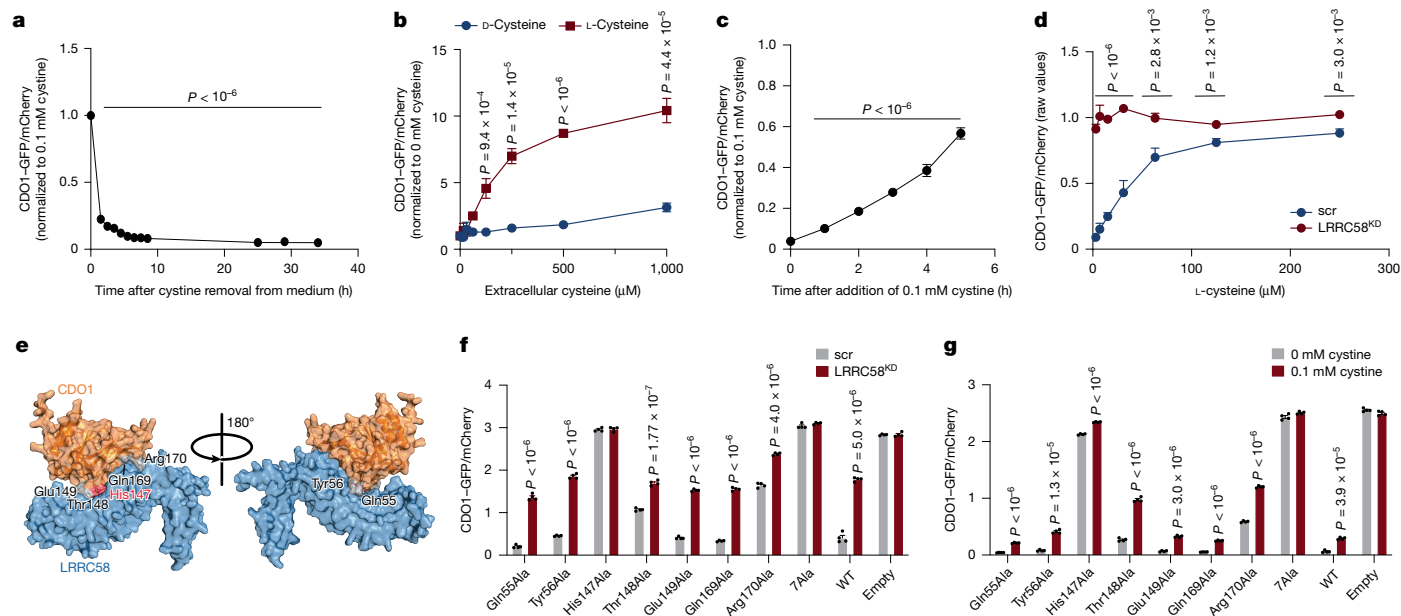 a
CDO1–GFP/mCherry
(normalized to 0.1 mM cystine)
1.5
1.0
0.5
0
P < 10⁻⁶
0 10 20 30 40
Time after cystine removal from medium (h)
b
D-Cysteine L-Cysteine
CDO1–GFP/mCherry
(normalized to 0 mM cysteine)
15
10
5
0
P = 9.4 × 10⁻⁴
P = 1.4 × 10⁻⁵
P < 10⁻⁶
P = 4.4 × 10⁻⁵
0 500 1,000
Extracellular cysteine (μM)
c
CDO1–GFP/mCherry
(normalized to 0.1 mM cystine)
1.0
0.8
0.6
0.4
0.2
0
P < 10⁻⁶
0 2 4 6
Time after addition of 0.1 mM cystine (h)
d
CDO1–GFP/mCherry (raw values)
1.5
1.0
0.5
0
P < 10⁻⁶
P = 2.8 × 10⁻³
P = 1.2 × 10⁻³
P = 3.0 × 10⁻³
scr
LRRC58ᴷᴰ
0 100 200 300
L-cysteine (μM)
e
CDO1
180°
Arg170
Gln169
Glu149
His147
Thr148
LRRC58
Tyr56
Gln55
f
scr
LRRC58ᴷᴰ
CDO1–GFP/mCherry
4
3
2
1
0
P < 10⁻⁶
P < 10⁻⁶
P = 1.77 × 10⁻⁷
P < 10⁻⁶
P < 10⁻⁶
P = 4.0 × 10⁻⁶
P = 5.0 × 10⁻⁶
Gln55Ala
Tyr56Ala
His147Ala
Thr148Ala
Glu149Ala
Gln169Ala
Arg170Ala
7Ala
WT
Empty
g
0 mM cystine
0.1 mM cystine
CDO1–GFP/mCherry
3
2
1
0
P < 10⁻⁶
P = 1.3 × 10⁻⁵
P < 10⁻⁶
P < 10⁻⁶
P = 3.0 × 10⁻⁶
P < 10⁻⁶
P < 10⁻⁶
P = 3.9 × 10⁻⁵
Gln55Ala
Tyr56Ala
His147Ala
Thr148Ala
Glu149Ala
Gln169Ala
Arg170Ala
7Ala
WT
Empty